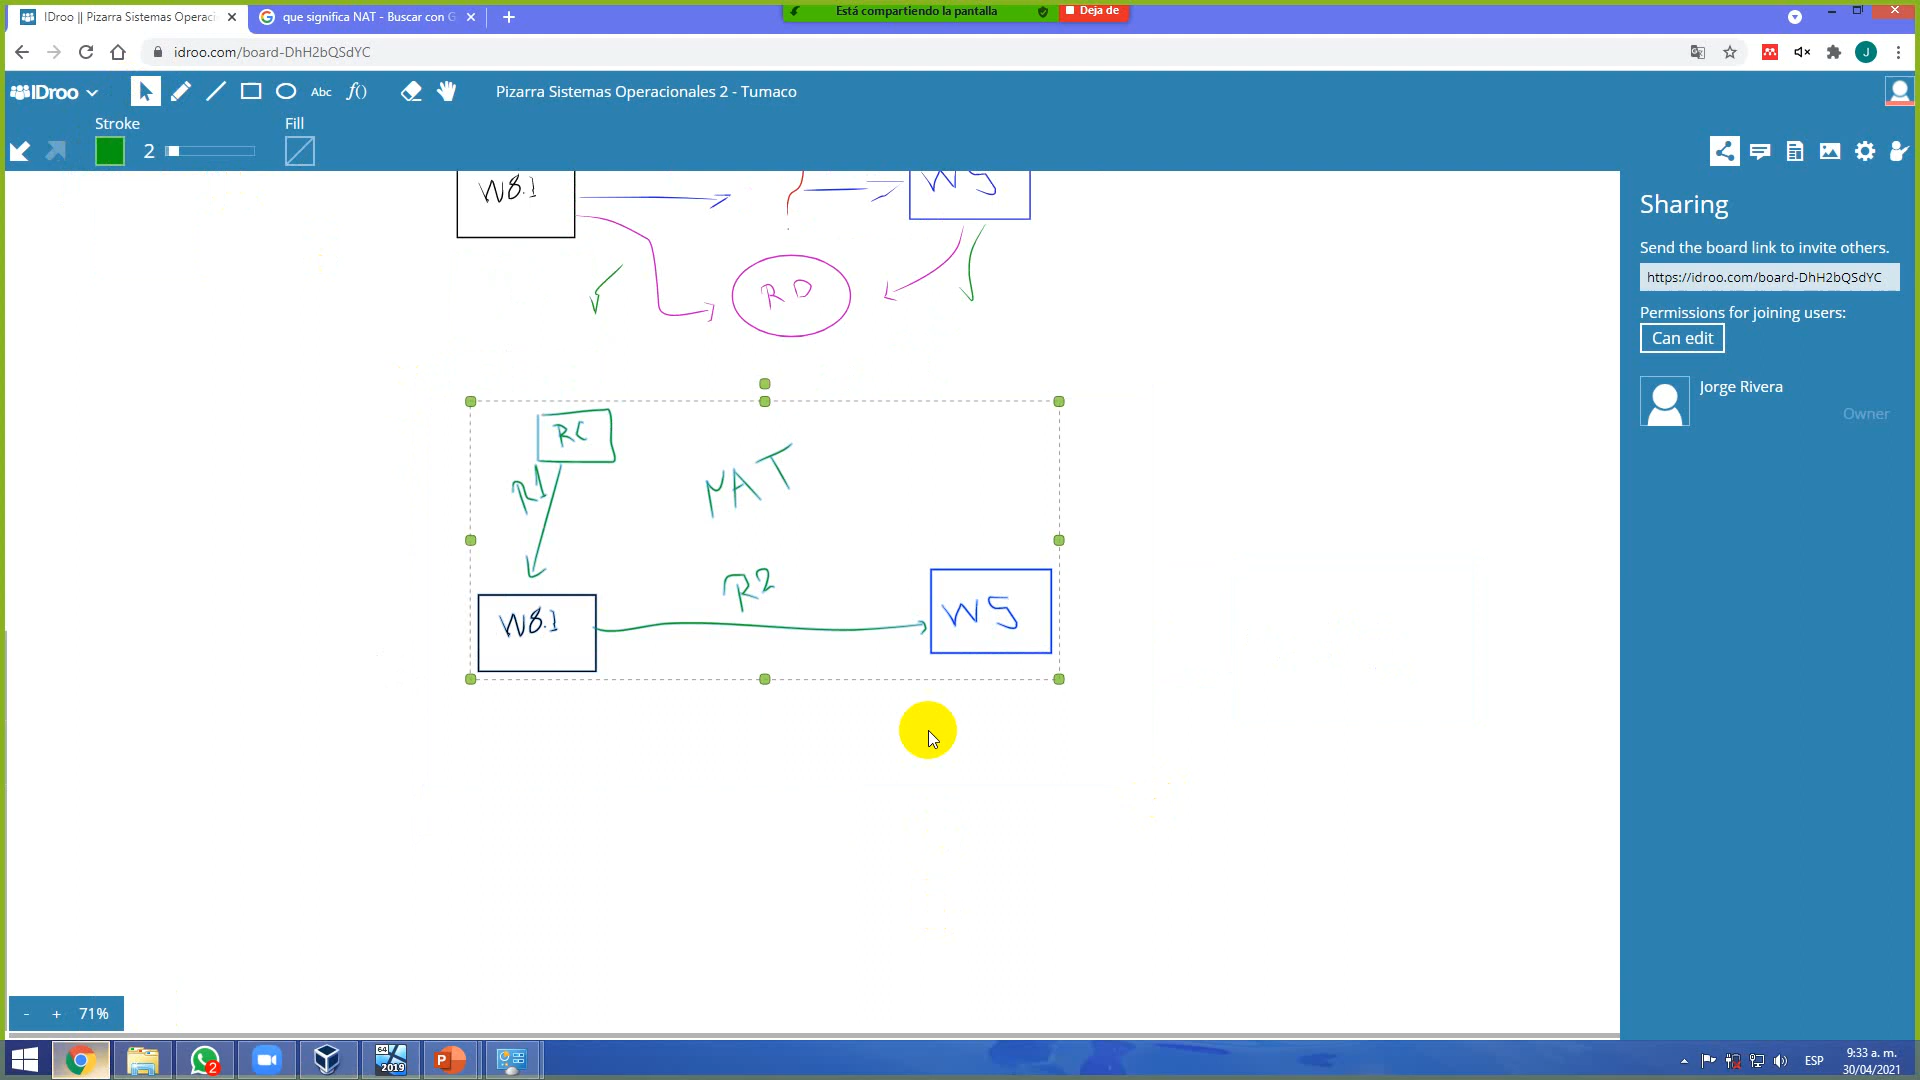 IDroo || Pizarra Sistemas Operaci
que significa NAT - Buscar con G
Está compartiendo la pantalla
Deja de
idroo.com/board-DhH2bQSdYC
J
IDroo
Abc
f()
Pizarra Sistemas Operacionales 2 - Tumaco
Stroke
Fill
2
Sharing
Send the board link to invite others.
https://idroo.com/board-DhH2bQSdYC
Permissions for joining users:
Can edit
Jorge Rivera
Owner
W8.1
WS
RD
RC
R1
NAT
R2
W8.1
WS
- + 71%
2
64
2019
P
ESP
9:33 a. m.
30/04/2021